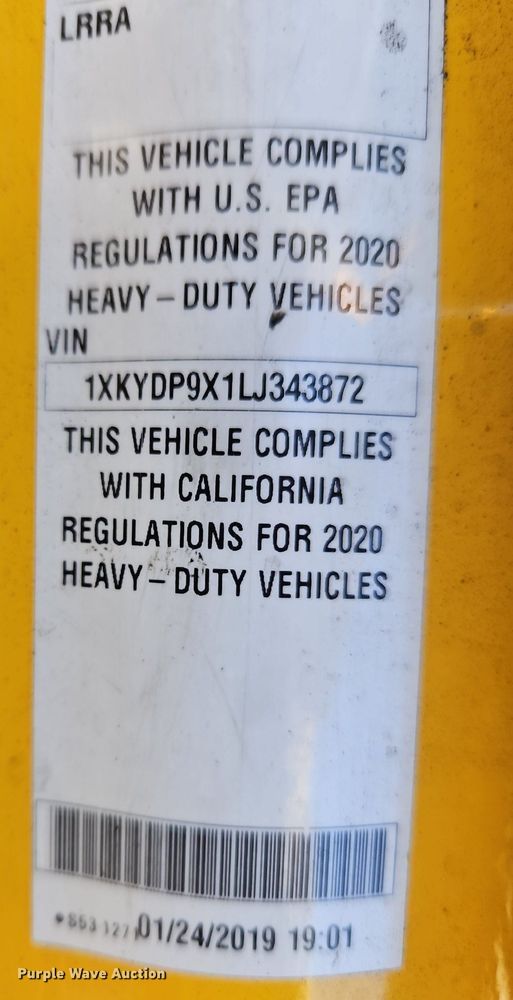 LRRA
THIS VEHICLE COMPLIES
WITH U.S. EPA
REGULATIONS FOR 2020
HEAVY–DUTY VEHICLES
VIN
1XKYDP9X1LJ343872
THIS VEHICLE COMPLIES
WITH CALIFORNIA
REGULATIONS FOR 2020
HEAVY–DUTY VEHICLES
01/24/2019 19:01
Purple Wave Auction